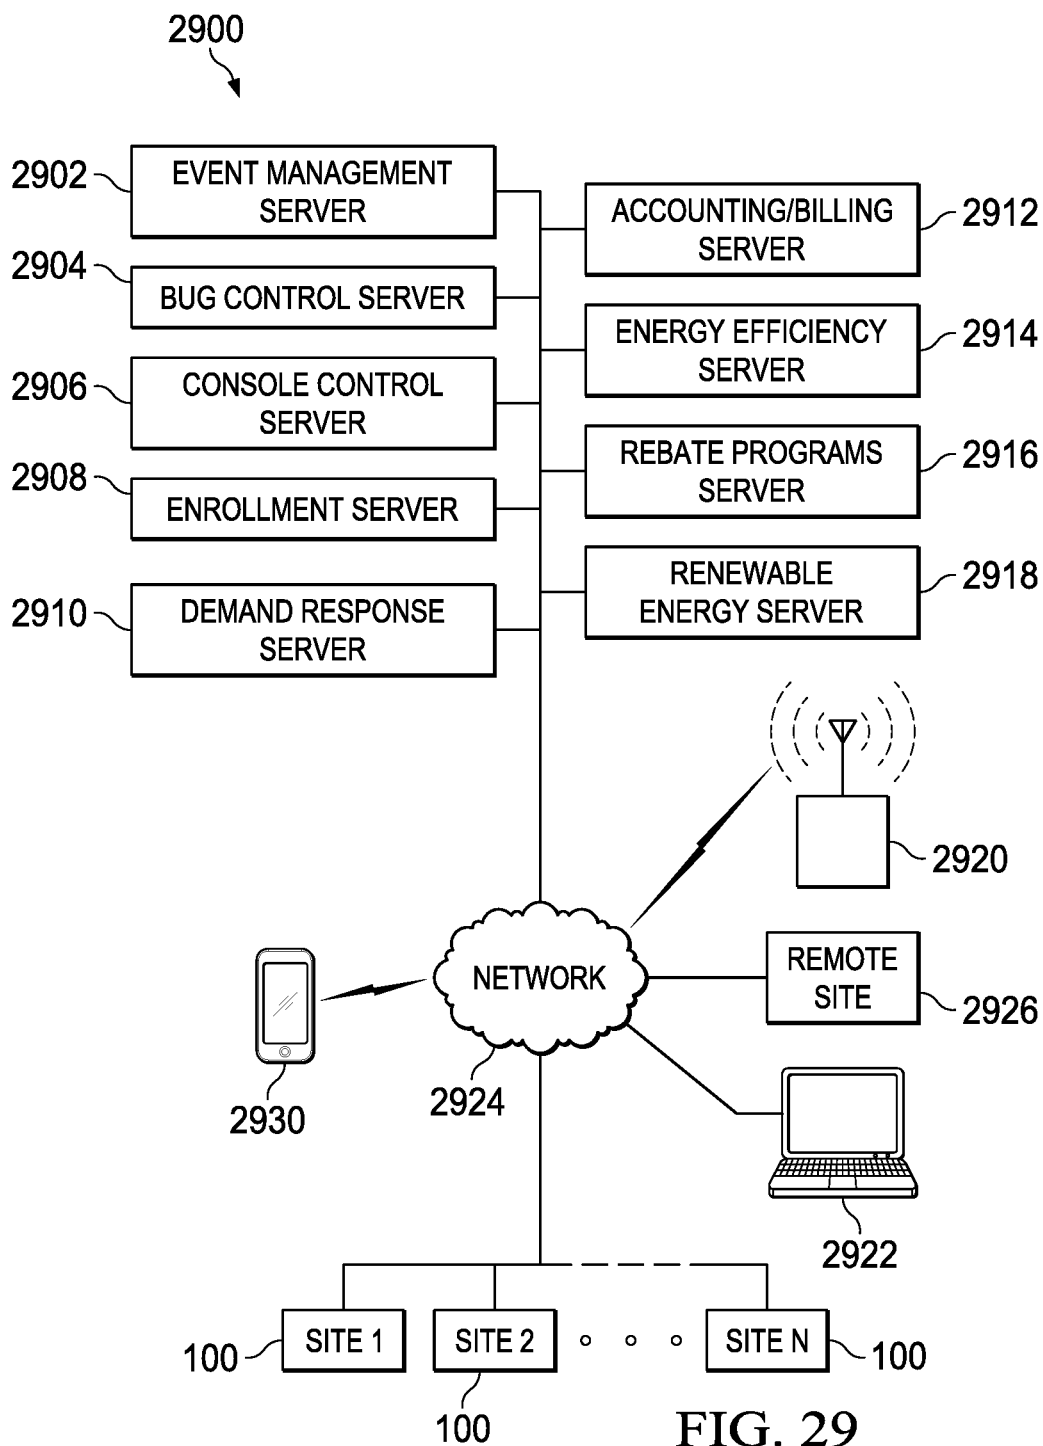 2900
2902
EVENT MANAGEMENT
SERVER
ACCOUNTING/BILLING
SERVER
2912
2904
BUG CONTROL SERVER
ENERGY EFFICIENCY
SERVER
2914
2906
CONSOLE CONTROL
SERVER
REBATE PROGRAMS
SERVER
2916
2908
ENROLLMENT SERVER
RENEWABLE
ENERGY SERVER
2918
2910
DEMAND RESPONSE
SERVER
2920
NETWORK
REMOTE
SITE
2926
2930
2924
2922
100
SITE 1
SITE 2
SITE N
100
100
FIG. 29